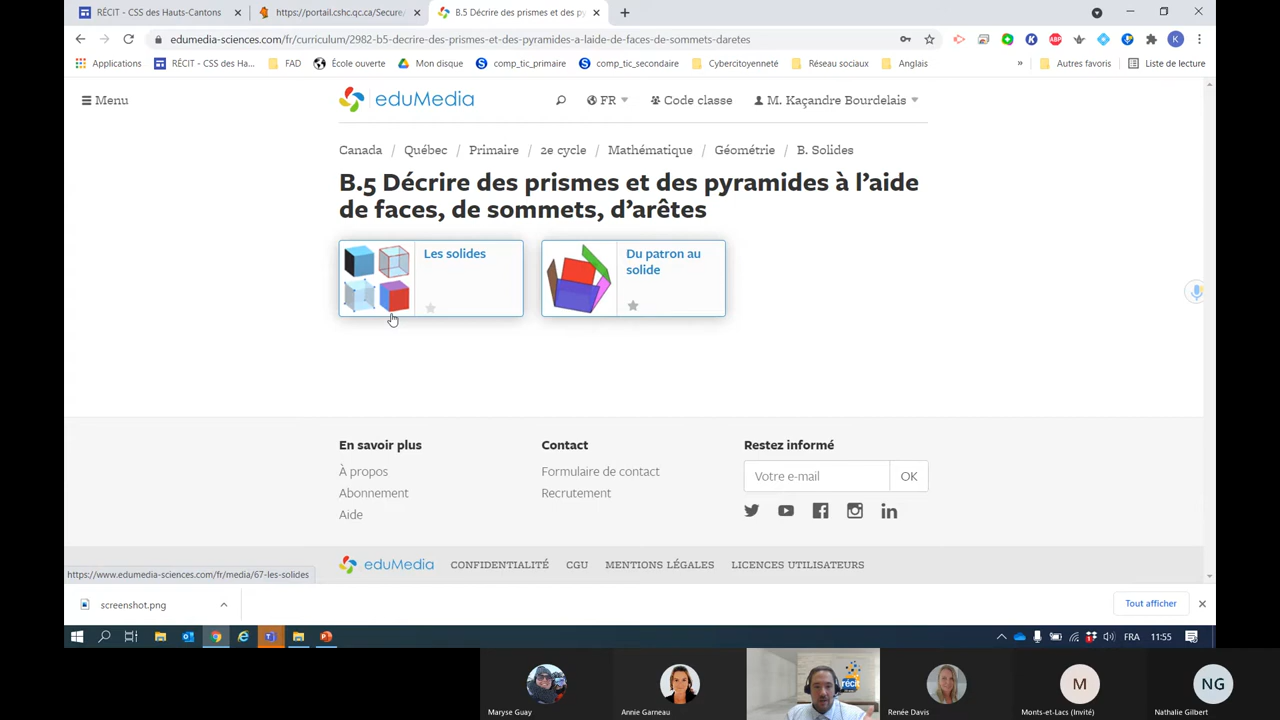 RÉCIT - CSS des Hauts-Cantons
https://portail.cshc.qc.ca/Secure/
B.5 Décrire des prismes et des py
edumedia-sciences.com/fr/curriculum/2982-b5-decrire-des-prismes-et-des-pyramides-a-laide-de-faces-de-sommets-daretes
K
Applications
RÉCIT - CSS des Ha...
FAD
École ouverte
Mon disque
comp_tic_primaire
comp_tic_secondaire
Cybercitoyenneté
Réseau sociaux
Anglais
»
Autres favoris
Liste de lecture
Menu
eduMedia
FR
Code classe
M. Kaçandre Bourdelais
Canada / Québec / Primaire / 2e cycle / Mathématique / Géométrie / B. Solides
B.5 Décrire des prismes et des pyramides à l’aide
de faces, de sommets, d’arêtes
Les solides
Du patron au
solide
En savoir plus
À propos
Abonnement
Aide
Contact
Formulaire de contact
Recrutement
Restez informé
Votre e-mail
OK
eduMedia
CONFIDENTIALITÉ
CGU
MENTIONS LÉGALES
LICENCES UTILISATEURS
https://www.edumedia-sciences.com/fr/media/67-les-solides
screenshot.png
Tout afficher
FRA
11:55
récit
Maryse Guay
Annie Garneau
Renée Davis
M
Monts-et-Lacs (Invité)
NG
Nathalie Gilbert